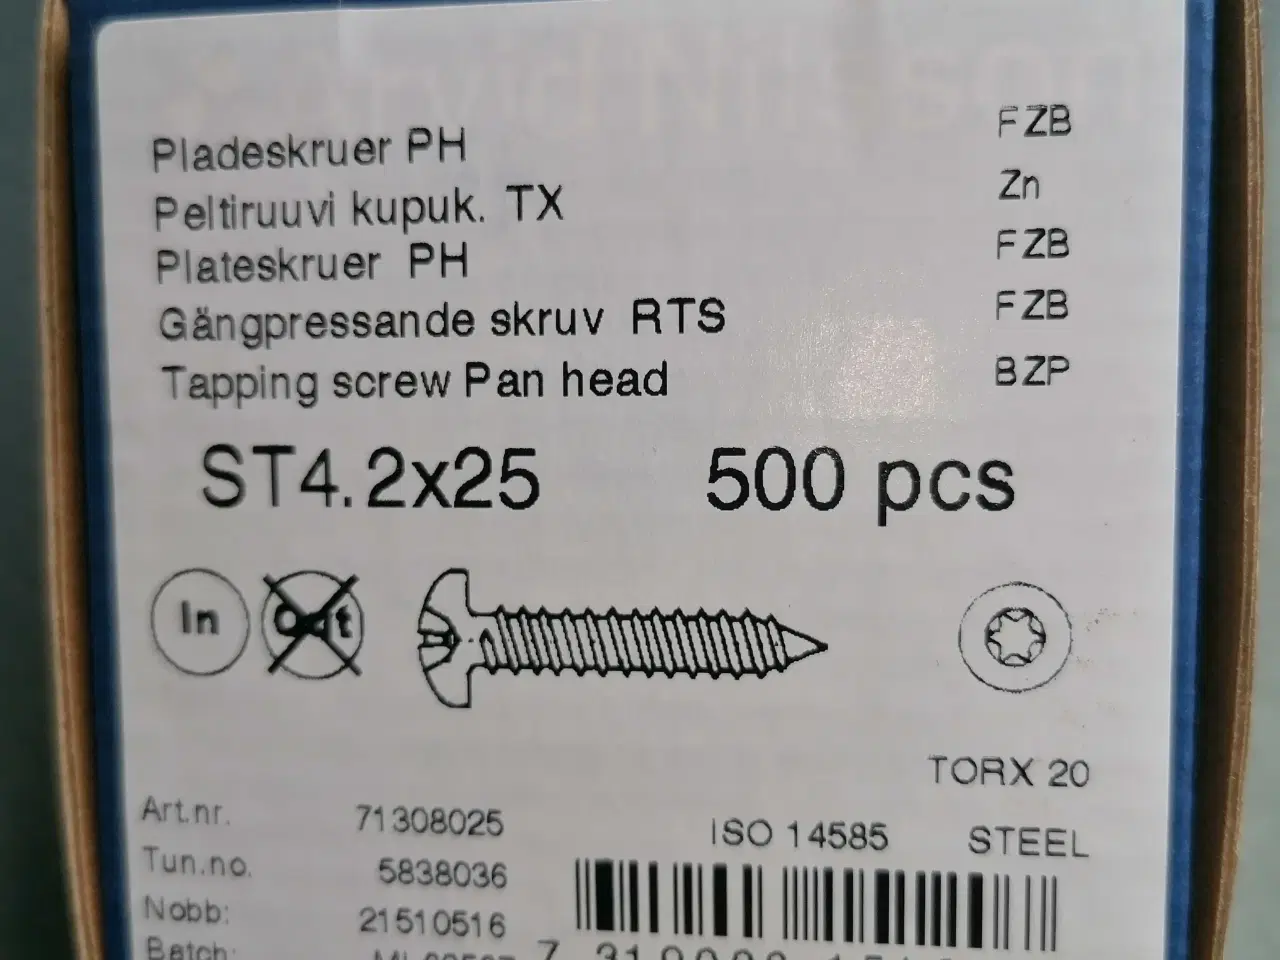 Pladeskruer PH FZB
Peltiruuvi kupuk. TX Zn
Plateskruer PH FZB
Gängpressande skruv RTS FZB
Tapping screw Pan head BZP
ST4.2x25 500 pcs
In Out
TORX 20
Art.nr. 71308025
ISO 14585 STEEL
Tun.no. 5838036
Nobb: 21510516
Batch: